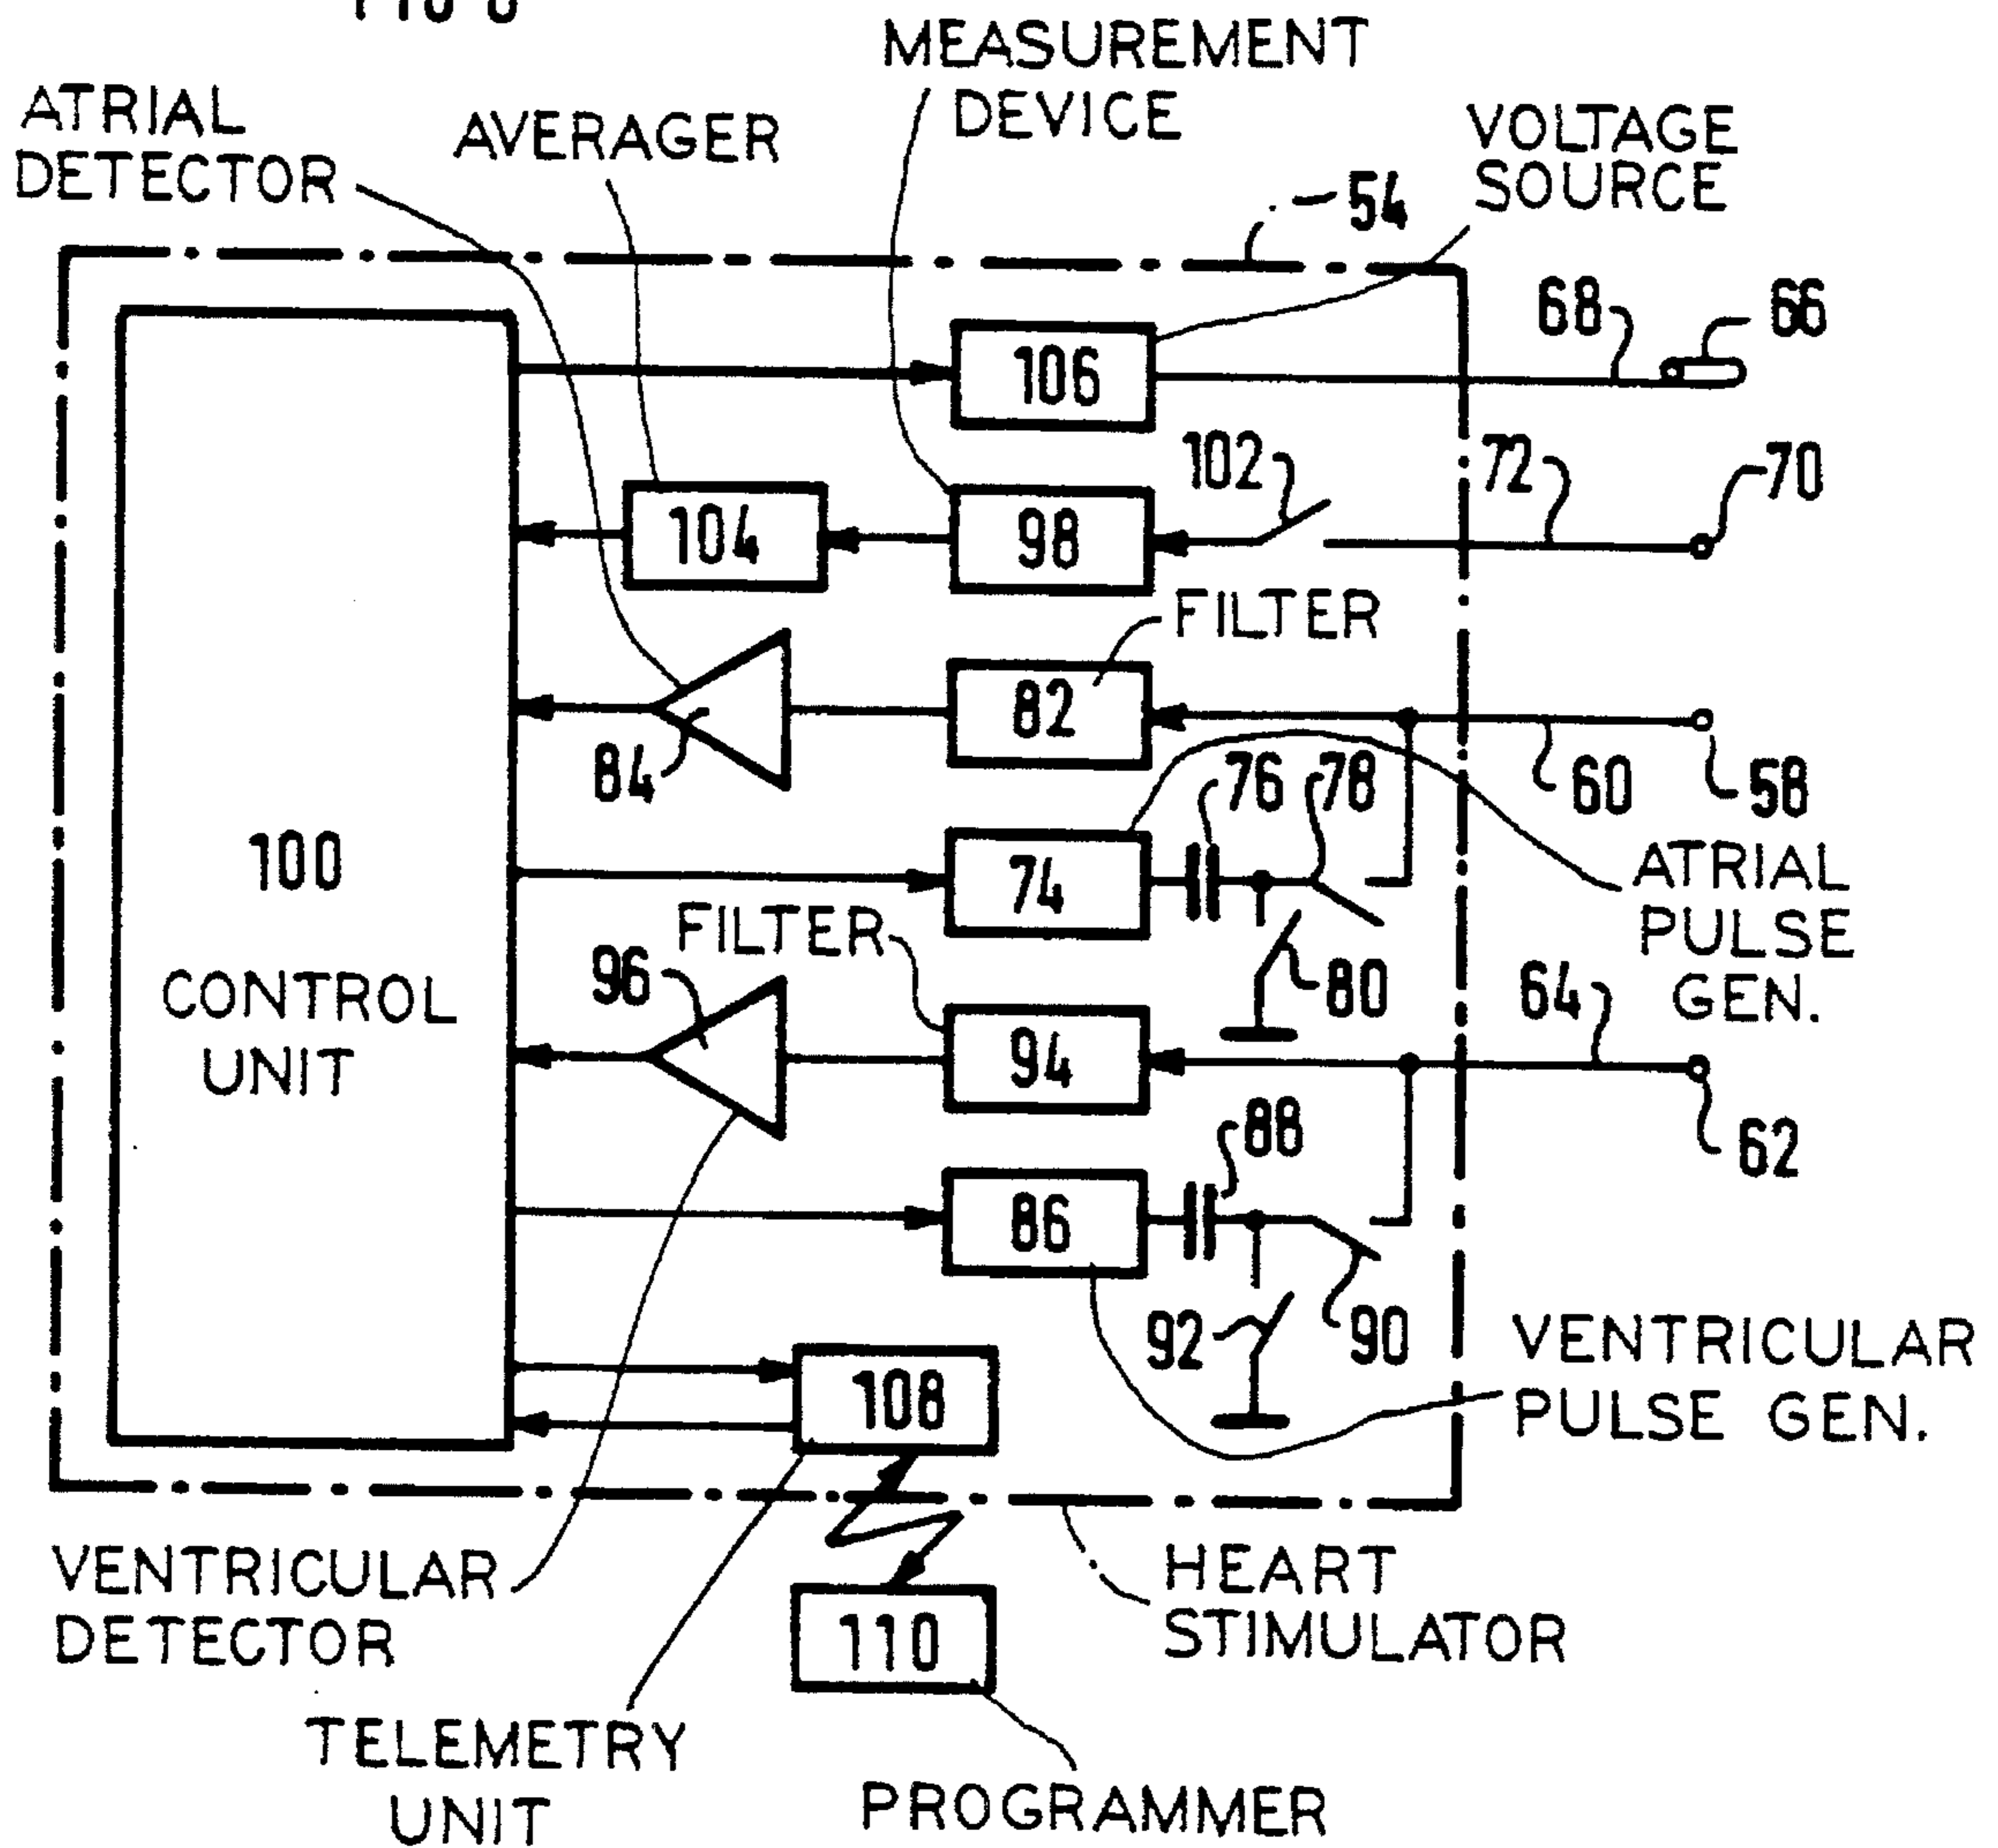 MEASUREMENT
DEVICE
ATRIAL
DETECTOR
AVERAGER
VOLTAGE
SOURCE
54
68
66
106
102
72
70
104
98
FILTER
82
84
76
78
60
58
100
74
ATRIAL
PULSE
GEN.
FILTER
96
80
64
CONTROL
UNIT
94
88
62
86
92
90
VENTRICULAR
PULSE GEN.
108
VENTRICULAR
DETECTOR
HEART
STIMULATOR
110
TELEMETRY
UNIT
PROGRAMMER